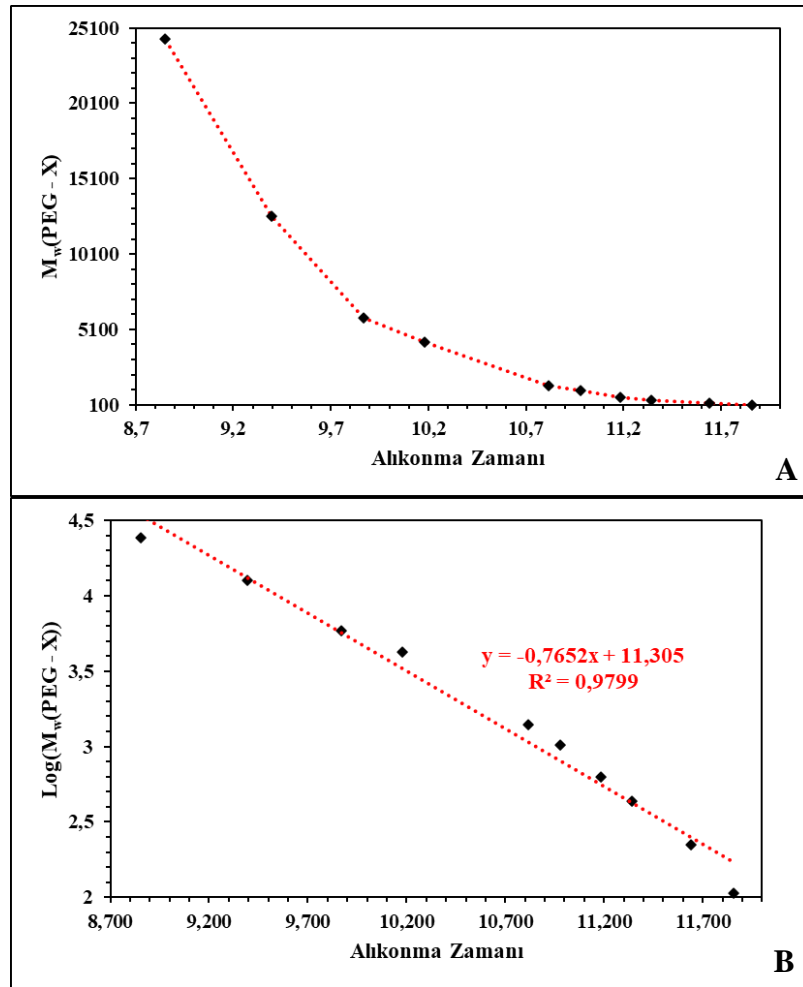 25100
20100
15100
10100
5100
100
M_w(PEG - X)
8,7 9,2 9,7 10,2 10,7 11,2 11,7
Alıkonma Zamanı
A
4,5
4
3,5
3
2,5
2
Log(M_w(PEG - X))
y = -0,7652x + 11,305
R² = 0,9799
8,700 9,200 9,700 10,200 10,700 11,200 11,700
Alıkonma Zamanı
B